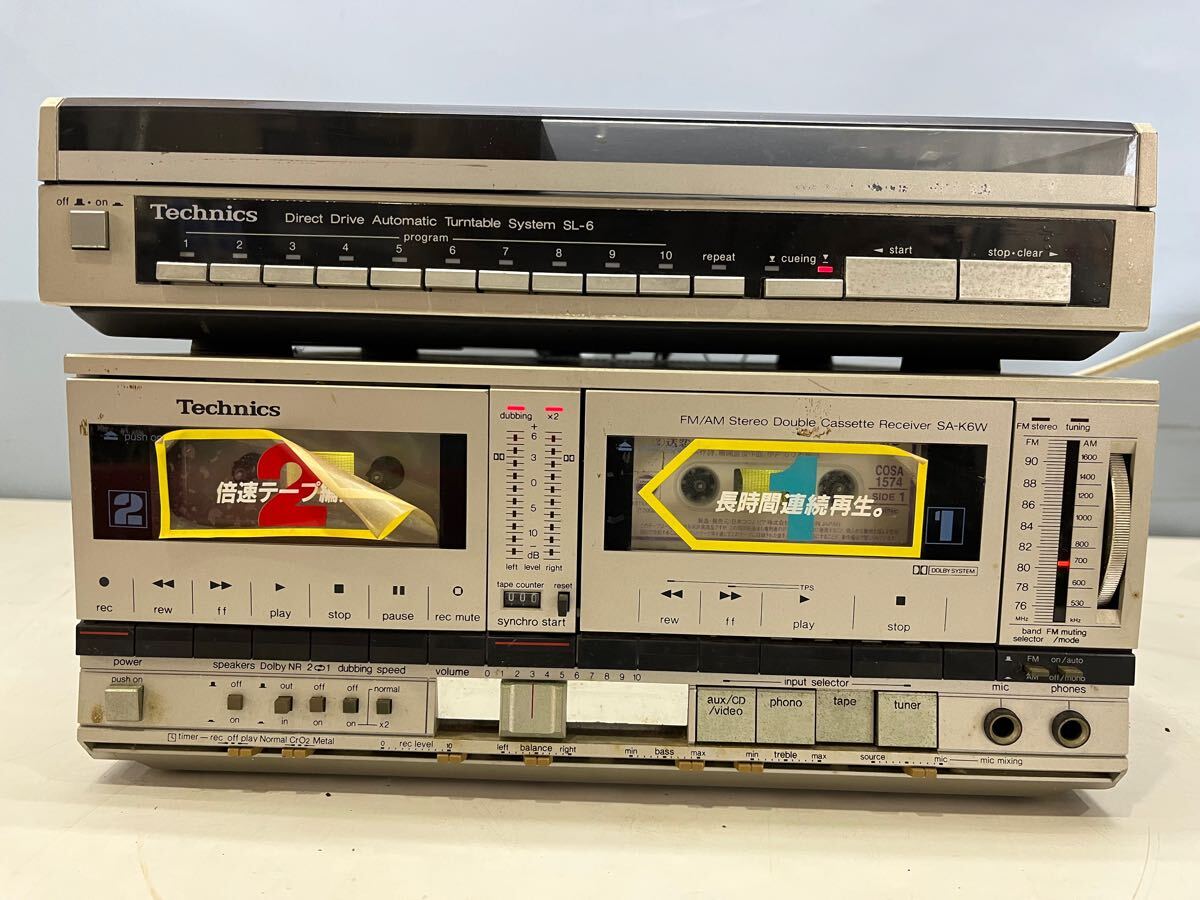 off on
Technics Direct Drive Automatic Turntable System SL-6
program
1 2 3 4 5 6 7 8 9 10 repeat cueing
start
stop・clear
Technics
push on
2
2
倍速テープ編
dubbing ×2
+
6
3
0
5
10
– dB
left level right
tape counter reset
000
synchro start
rec rew ff play stop pause rec mute
FM/AM Stereo Double Cassette Receiver SA-K6W
1
長時間連続再生。
COSA
1574
SIDE 1
1
DOLBY SYSTEM
TPS
rew ff play stop
FM stereo tuning
FM AM
90 1600
88 1400
86 1200
84 1000
82 800
80 700
78 600
76 530
MHz kHz
band selector
FM muting /mode
FM on/auto
AM off/mono
power
push on
speakers Dolby NR 2 1 dubbing speed
out off off normal
on in on on x2
volume 0 1 2 3 4 5 6 7 8 9 10
input selector
aux/CD /video
phono
tape
tuner
mic phones
timer — rec off play Normal CrO2 Metal
0 rec level 10
left balance right
min bass max
min treble max
source mic — mic mixing